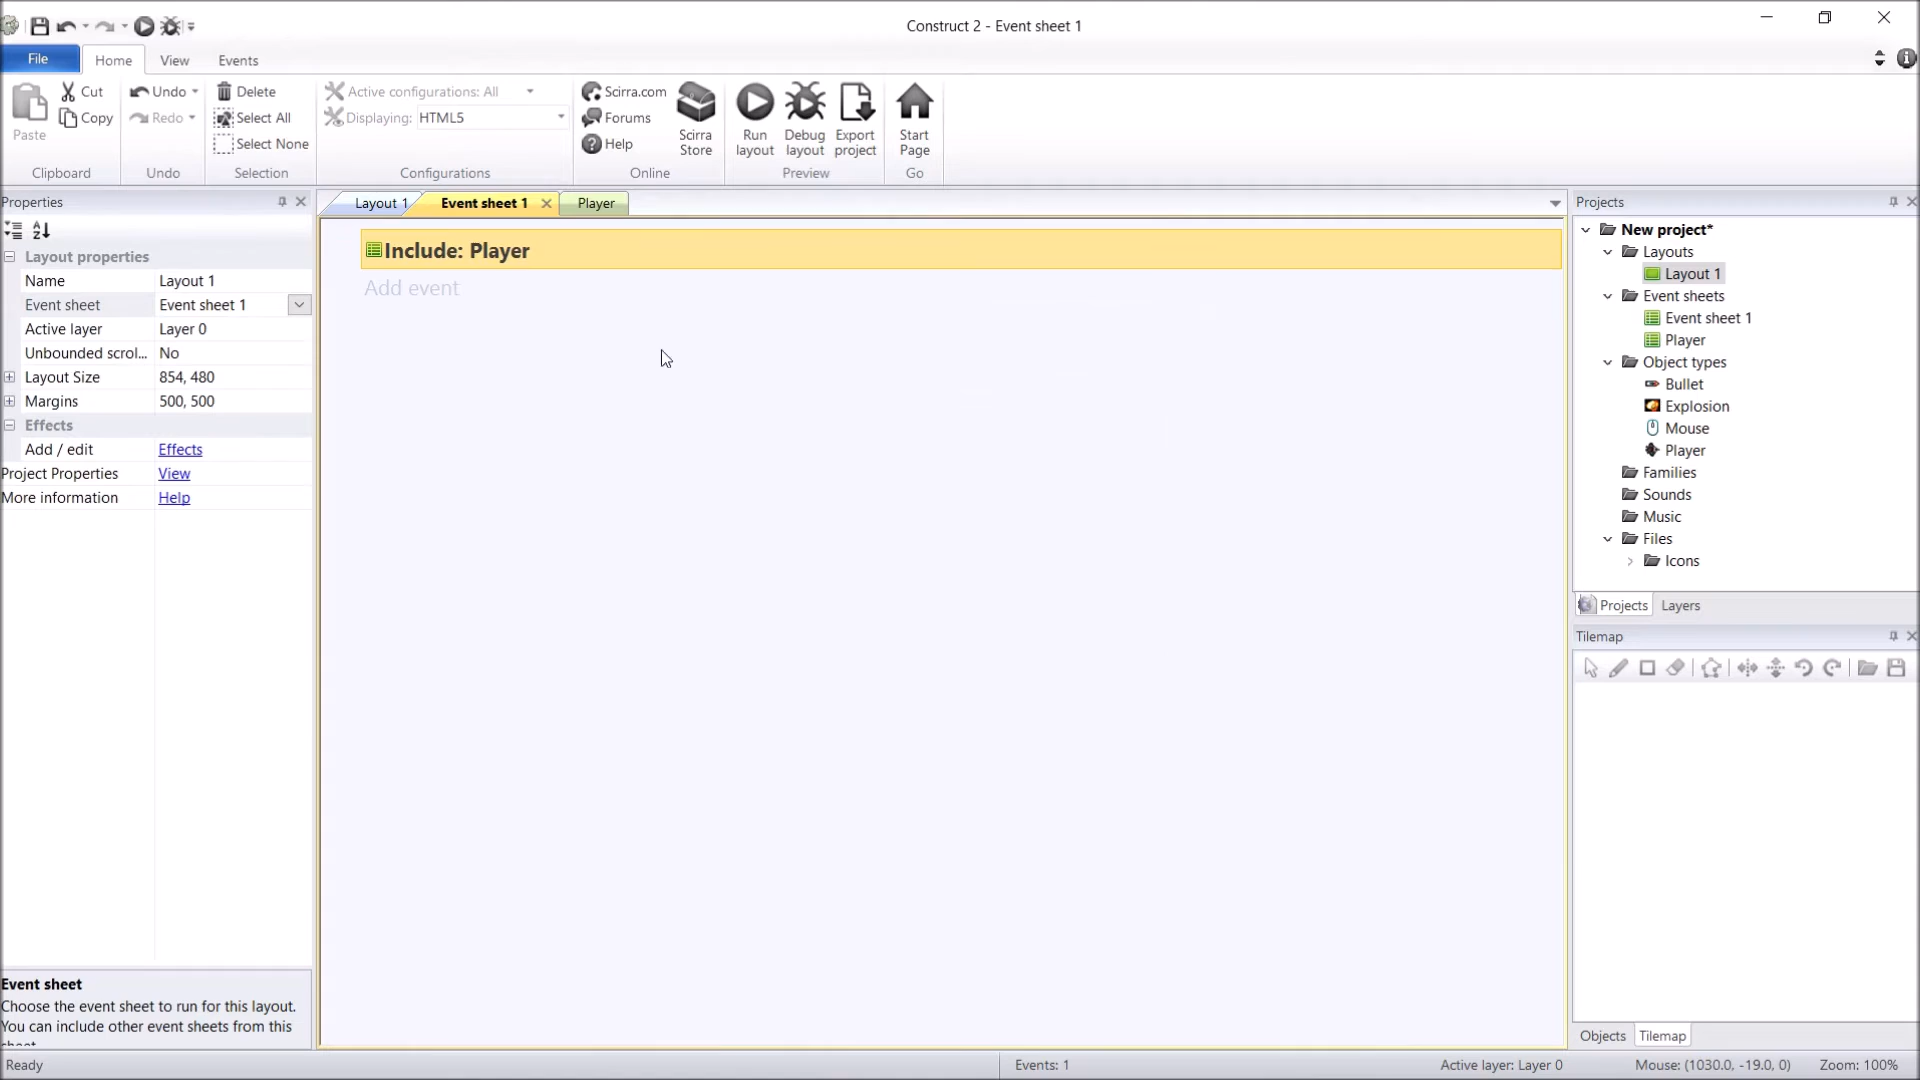 Construct 2 - Event sheet 1
File Home View Events
Paste
Cut
Copy
Clipboard
Undo
Redo
Undo
Delete
Select All
Select None
Selection
Active configurations: All
Displaying: HTML5
Configurations
Scirra.com
Forums
Help
Scirra
Store
Online
Run
layout
Debug
layout
Export
project
Preview
Start
Page
Go
Properties
Layout properties
Name Layout 1
Event sheet Event sheet 1
Active layer Layer 0
Unbounded scrol... No
Layout Size 854, 480
Margins 500, 500
Effects
Add / edit Effects
Project Properties View
More information Help
Event sheet
Choose the event sheet to run for this layout.
You can include other event sheets from this
sheet.
Layout 1 Event sheet 1 Player
Include: Player
Add event
Projects
New project*
Layouts
Layout 1
Event sheets
Event sheet 1
Player
Object types
Bullet
Explosion
Mouse
Player
Families
Sounds
Music
Files
Icons
Projects Layers
Tilemap
Objects Tilemap
Ready Events: 1 Active layer: Layer 0 Mouse: (1030.0, -19.0, 0) Zoom: 100%